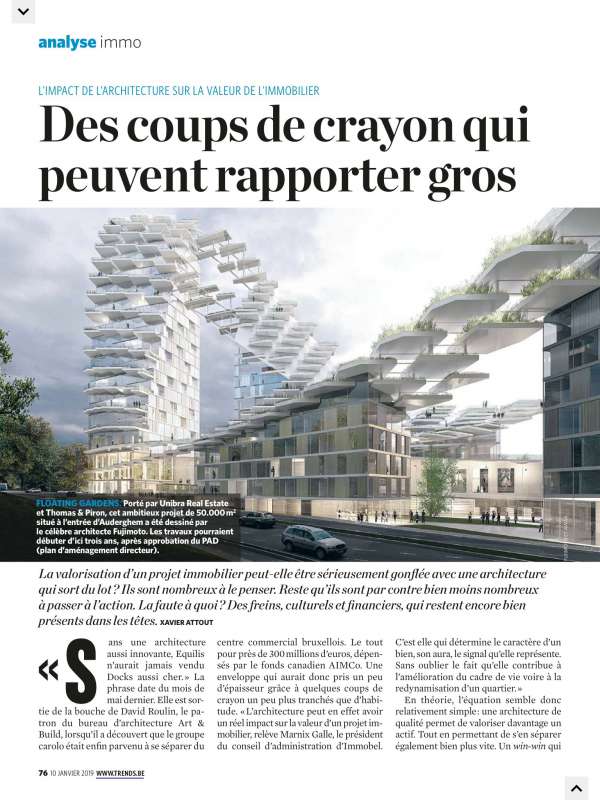 analyse immo
L'IMPACT DE L'ARCHITECTURE SUR LA VALEUR DE L'IMMOBILIER
Des coups de crayon qui
peuvent rapporter gros
FLOATING GARDENS. Porté par Unibra Real Estate
et Thomas & Piron, cet ambitieux projet de 50.000 m²
situé à l'entrée d'Auderghem a été dessiné par
le célèbre architecte Fujimoto. Les travaux pourraient
débuter d'ici trois ans, après approbation du PAD
(plan d'aménagement directeur).
La valorisation d'un projet immobilier peut-elle être sérieusement gonflée avec une architecture
qui sort du lot ? Ils sont nombreux à le penser. Reste qu'ils sont par contre bien moins nombreux
à passer à l'action. La faute à quoi ? Des freins, culturels et financiers, qui restent encore bien
présents dans les têtes. XAVIER ATTOUT
« Sans une architecture
aussi innovante, Equilis
n'aurait jamais vendu
Docks aussi cher. » La
phrase date du mois de
mai dernier. Elle est sor-
tie de la bouche de David Roulin, le pa-
tron du bureau d'architecture Art &
Build, lorsqu'il a découvert que le groupe
carolo était enfin parvenu à se séparer du
centre commercial bruxellois. Le tout
pour près de 300 millions d'euros, dépen-
sés par le fonds canadien AIMCo. Une
enveloppe qui aurait donc pris un peu
d'épaisseur grâce à quelques coups de
crayon un peu plus tranchés que d'habi-
tude. « L'architecture peut en effet avoir
un réel impact sur la valeur d'un projet im-
mobilier, relève Marnix Galle, le président
du conseil d'administration d'Immobel.
C'est elle qui détermine le caractère d'un
bien, son aura, le signal qu'elle représente.
Sans oublier le fait qu'elle contribue à
l'amélioration du cadre de vie voire à la
redynamisation d'un quartier. »
En théorie, l'équation semble donc
relativement simple : une architecture de
qualité permet de valoriser davantage un
actif. Tout en permettant de s'en séparer
également bien plus vite. Un win-win qui
76 10 JANVIER 2019 WWW.TRENDS.BE